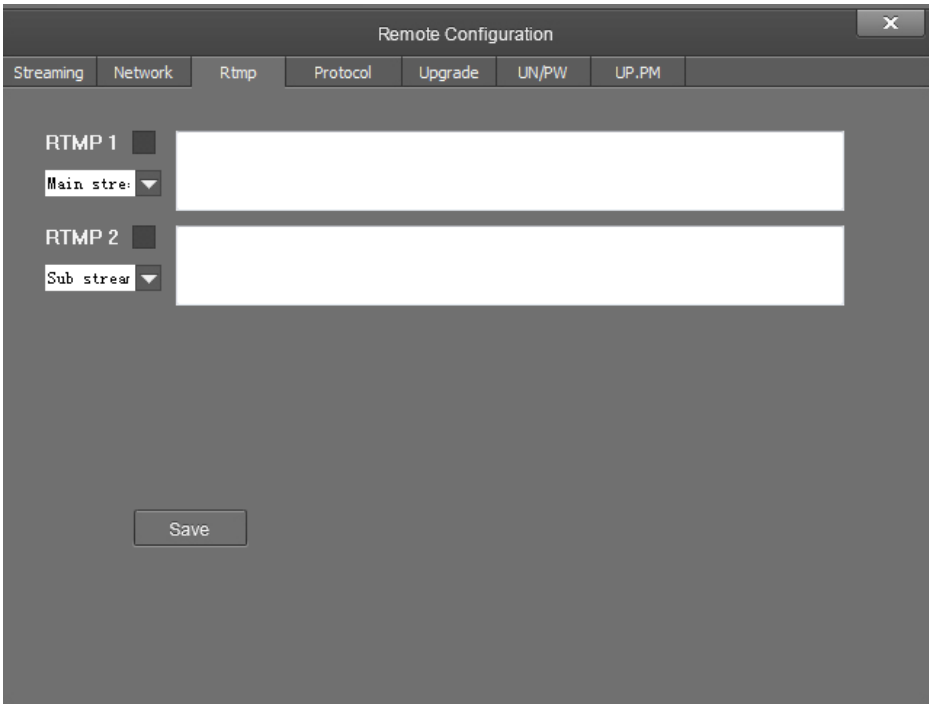 Remote Configuration
Streaming Network Rtmp Protocol Upgrade UN/PW UP.PM
RTMP 1
Main stre
RTMP 2
Sub strear
Save